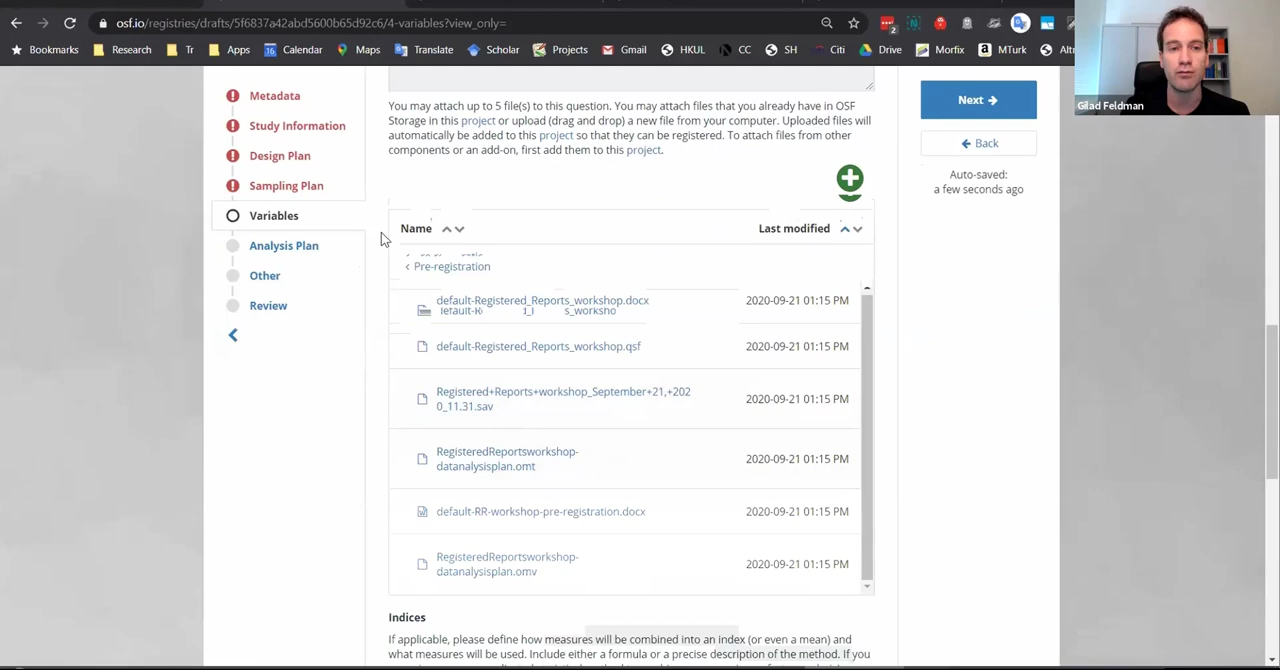 osf.io/registries/drafts/5f6837a42abd5600b65d92c6/4-variables?view_only=
2
Bookmarks Research Tr Apps 16 Calendar Maps Translate Scholar Projects Gmail HKUL CC SH Citi Drive Morfix a MTurk
Gilad Feldman
Metadata
Study Information
Design Plan
Sampling Plan
Variables
Analysis Plan
Other
Review
You may attach up to 5 file(s) to this question. You may attach files that you already have in OSF
Storage in this project or upload (drag and drop) a new file from your computer. Uploaded files will
automatically be added to this project so that they can be registered. To attach files from other
components or an add-on, first add them to this project.
Name Last modified
Pre-registration
default-Registered_Reports_workshop.docx 2020-09-21 01:15 PM
default-Registered_Reports_workshop.qsf 2020-09-21 01:15 PM
Registered+Reports+workshop_September+21,+202
0_11.31.sav 2020-09-21 01:15 PM
RegisteredReportsworkshop-
datanalysisplan.omt 2020-09-21 01:15 PM
default-RR-workshop-pre-registration.docx 2020-09-21 01:15 PM
RegisteredReportsworkshop-
datanalysisplan.omv 2020-09-21 01:15 PM
Indices
If applicable, please define how measures will be combined into an index (or even a mean) and
what measures will be used. Include either a formula or a precise description of the method. If you
Next
Back
Auto-saved:
a few seconds ago